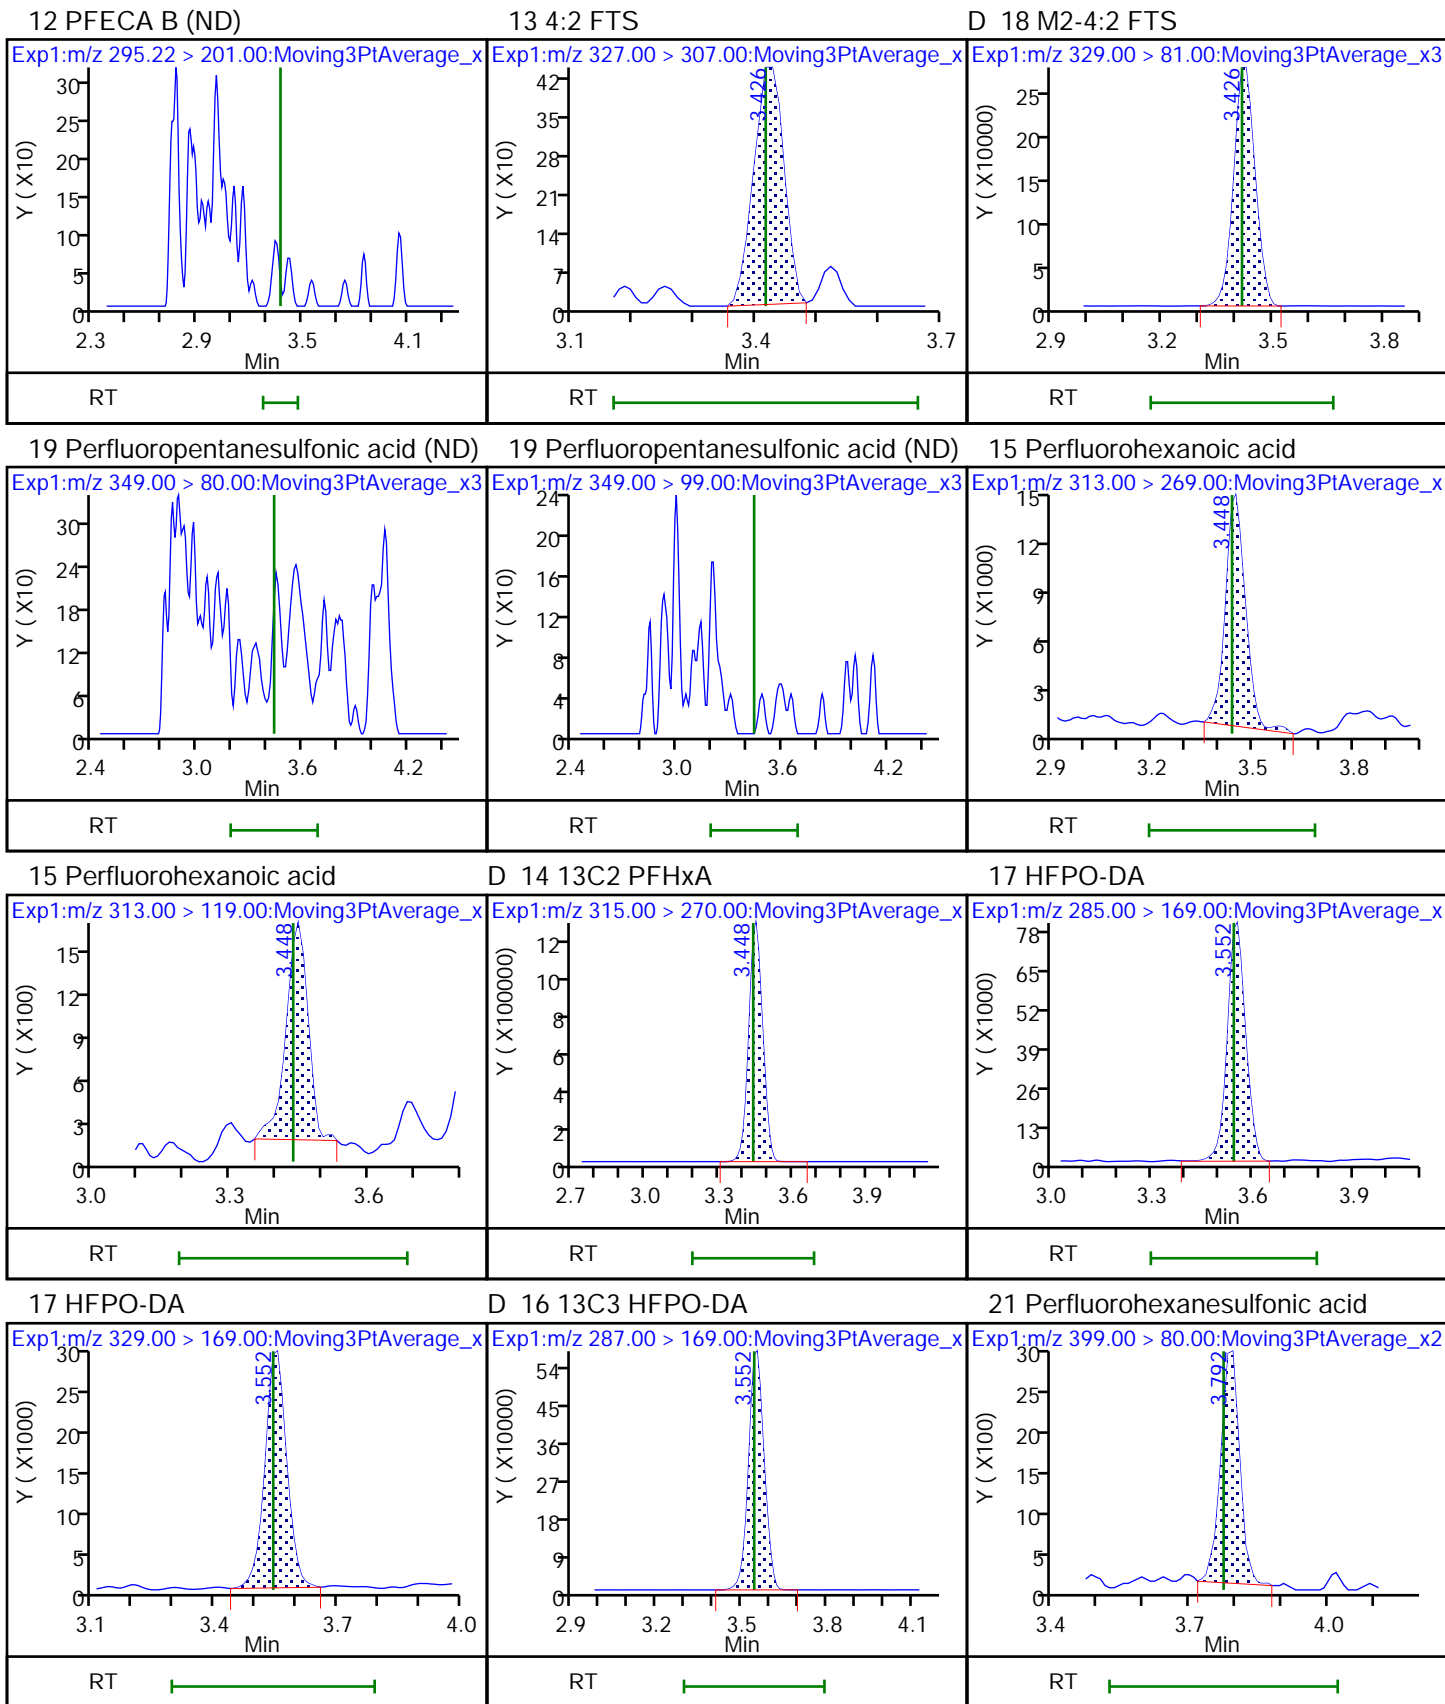 12 PFECA B (ND)
Exp1:m/z 295.22 > 201.00:Moving3PtAverage_x
Y ( X10)
30
25
20
15
10
5
0
2.3 2.9 3.5 4.1
Min
RT
13 4:2 FTS
Exp1:m/z 327.00 > 307.00:Moving3PtAverage_x
3.426
Y ( X10)
42
35
28
21
14
7
0
3.1 3.4 3.7
Min
RT
D 18 M2-4:2 FTS
Exp1:m/z 329.00 > 81.00:Moving3PtAverage_x3
3.426
Y ( X10000)
25
20
15
10
5
0
2.9 3.2 3.5 3.8
Min
RT
19 Perfluoropentanesulfonic acid (ND)
Exp1:m/z 349.00 > 80.00:Moving3PtAverage_x3
Y ( X10)
30
24
18
12
6
0
2.4 3.0 3.6 4.2
Min
RT
19 Perfluoropentanesulfonic acid (ND)
Exp1:m/z 349.00 > 99.00:Moving3PtAverage_x3
Y ( X10)
24
20
16
12
8
4
0
2.4 3.0 3.6 4.2
Min
RT
15 Perfluorohexanoic acid
Exp1:m/z 313.00 > 269.00:Moving3PtAverage_x
3.448
Y ( X1000)
15
12
9
6
3
0
2.9 3.2 3.5 3.8
Min
RT
15 Perfluorohexanoic acid
Exp1:m/z 313.00 > 119.00:Moving3PtAverage_x
3.448
Y ( X100)
15
12
9
6
3
0
3.0 3.3 3.6
Min
RT
D 14 13C2 PFHxA
Exp1:m/z 315.00 > 270.00:Moving3PtAverage_x
3.448
Y ( X100000)
12
10
8
6
4
2
0
2.7 3.0 3.3 3.6 3.9
Min
RT
17 HFPO-DA
Exp1:m/z 285.00 > 169.00:Moving3PtAverage_x
3.552
Y ( X1000)
78
65
52
39
26
13
0
3.0 3.3 3.6 3.9
Min
RT
17 HFPO-DA
Exp1:m/z 329.00 > 169.00:Moving3PtAverage_x
3.552
Y ( X1000)
30
25
20
15
10
5
0
3.1 3.4 3.7 4.0
Min
RT
D 16 13C3 HFPO-DA
Exp1:m/z 287.00 > 169.00:Moving3PtAverage_x
3.552
Y ( X10000)
54
45
36
27
18
9
0
2.9 3.2 3.5 3.8 4.1
Min
RT
21 Perfluorohexanesulfonic acid
Exp1:m/z 399.00 > 80.00:Moving3PtAverage_x2
3.792
Y ( X100)
30
25
20
15
10
5
0
3.4 3.7 4.0
Min
RT